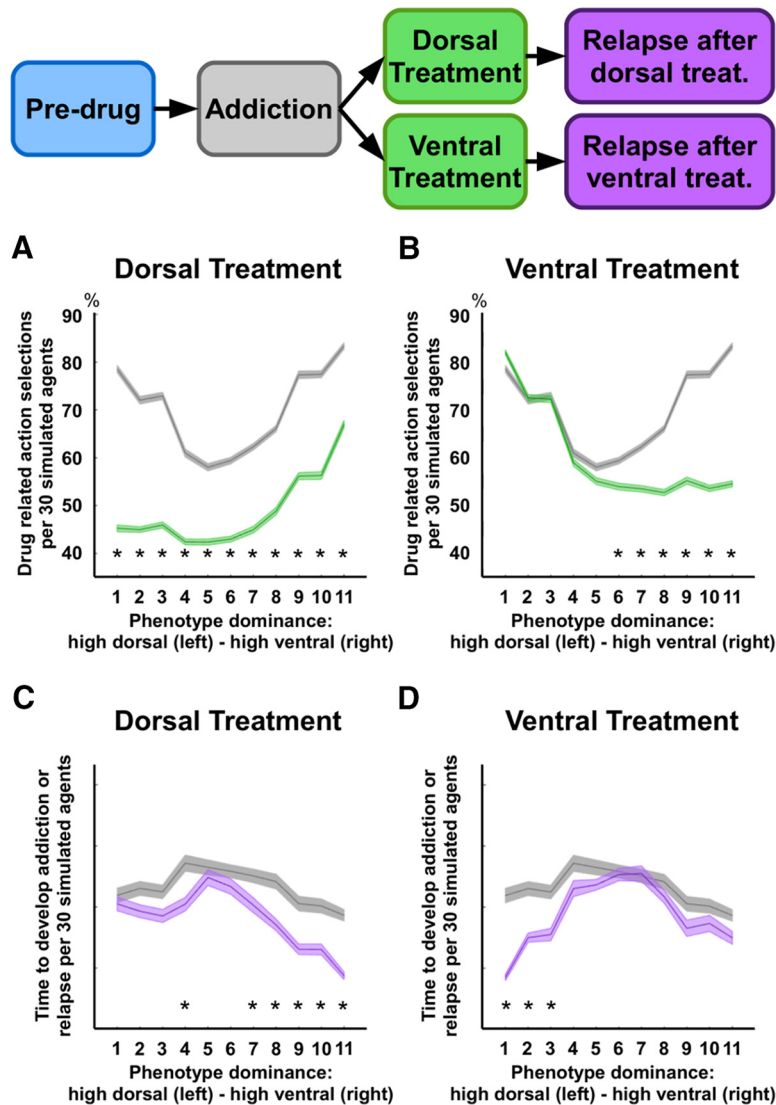 Pre-drug
Addiction
Dorsal
Treatment
Relapse after
dorsal treat.
Ventral
Treatment
Relapse after
ventral treat.
A
Dorsal Treatment
%
90
80
70
60
50
40
Drug related action selections
per 30 simulated agents
* * * * * * * * * * *
1 2 3 4 5 6 7 8 9 10 11
Phenotype dominance:
high dorsal (left) - high ventral (right)
B
Ventral Treatment
%
90
80
70
60
50
40
Drug related action selections
per 30 simulated agents
* * * * * *
1 2 3 4 5 6 7 8 9 10 11
Phenotype dominance:
high dorsal (left) - high ventral (right)
C
Dorsal Treatment
Time to develop addiction or
relapse per 30 simulated agents
* * * * * *
1 2 3 4 5 6 7 8 9 10 11
Phenotype dominance:
high dorsal (left) - high ventral (right)
D
Ventral Treatment
Time to develop addiction or
relapse per 30 simulated agents
* * *
1 2 3 4 5 6 7 8 9 10 11
Phenotype dominance:
high dorsal (left) - high ventral (right)